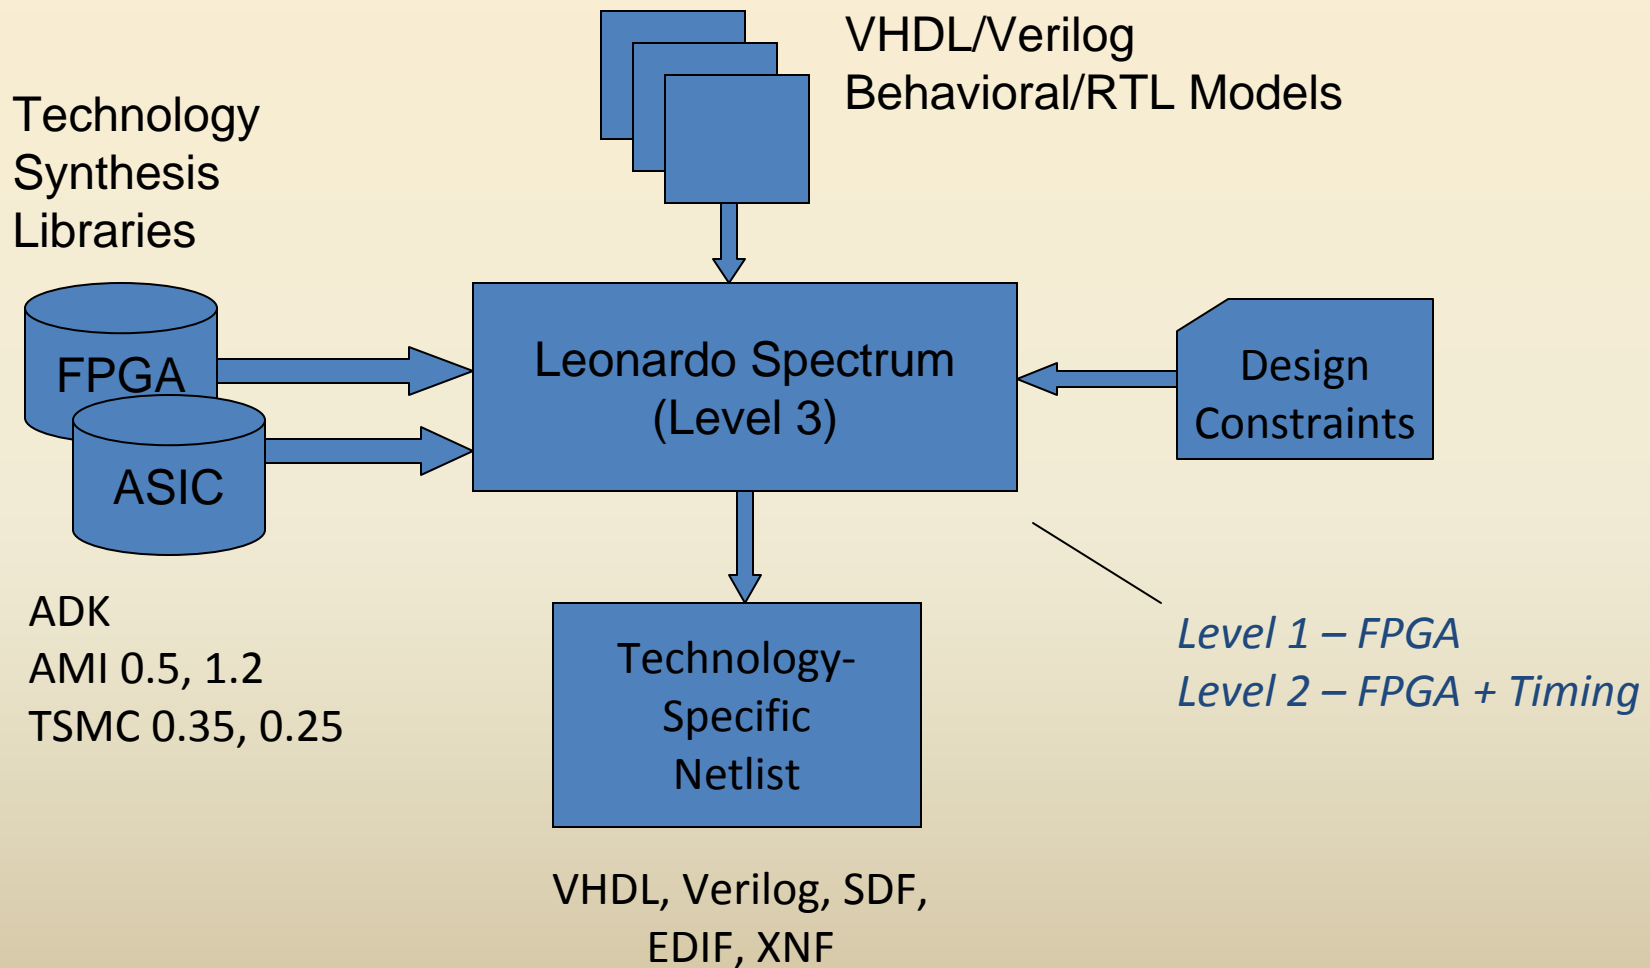 VHDL/Verilog
Behavioral/RTL Models
Technology
Synthesis
Libraries
FPGA
ASIC
Leonardo Spectrum
(Level 3)
Design
Constraints
ADK
AMI 0.5, 1.2
TSMC 0.35, 0.25
Technology-
Specific
Netlist
Level 1 – FPGA
Level 2 – FPGA + Timing
VHDL, Verilog, SDF,
EDIF, XNF